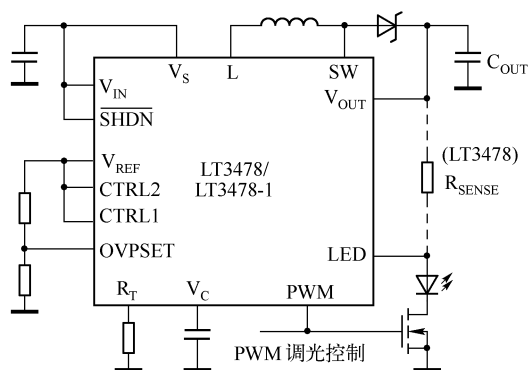 V_S
L
SW
C_OUT
V_IN
V_OUT
SHDN
(LT3478)
V_REF
LT3478/
CTRL2
LT3478-1
R_SENSE
CTRL1
OVPSET
LED
R_T
V_C
PWM
PWM 调光控制